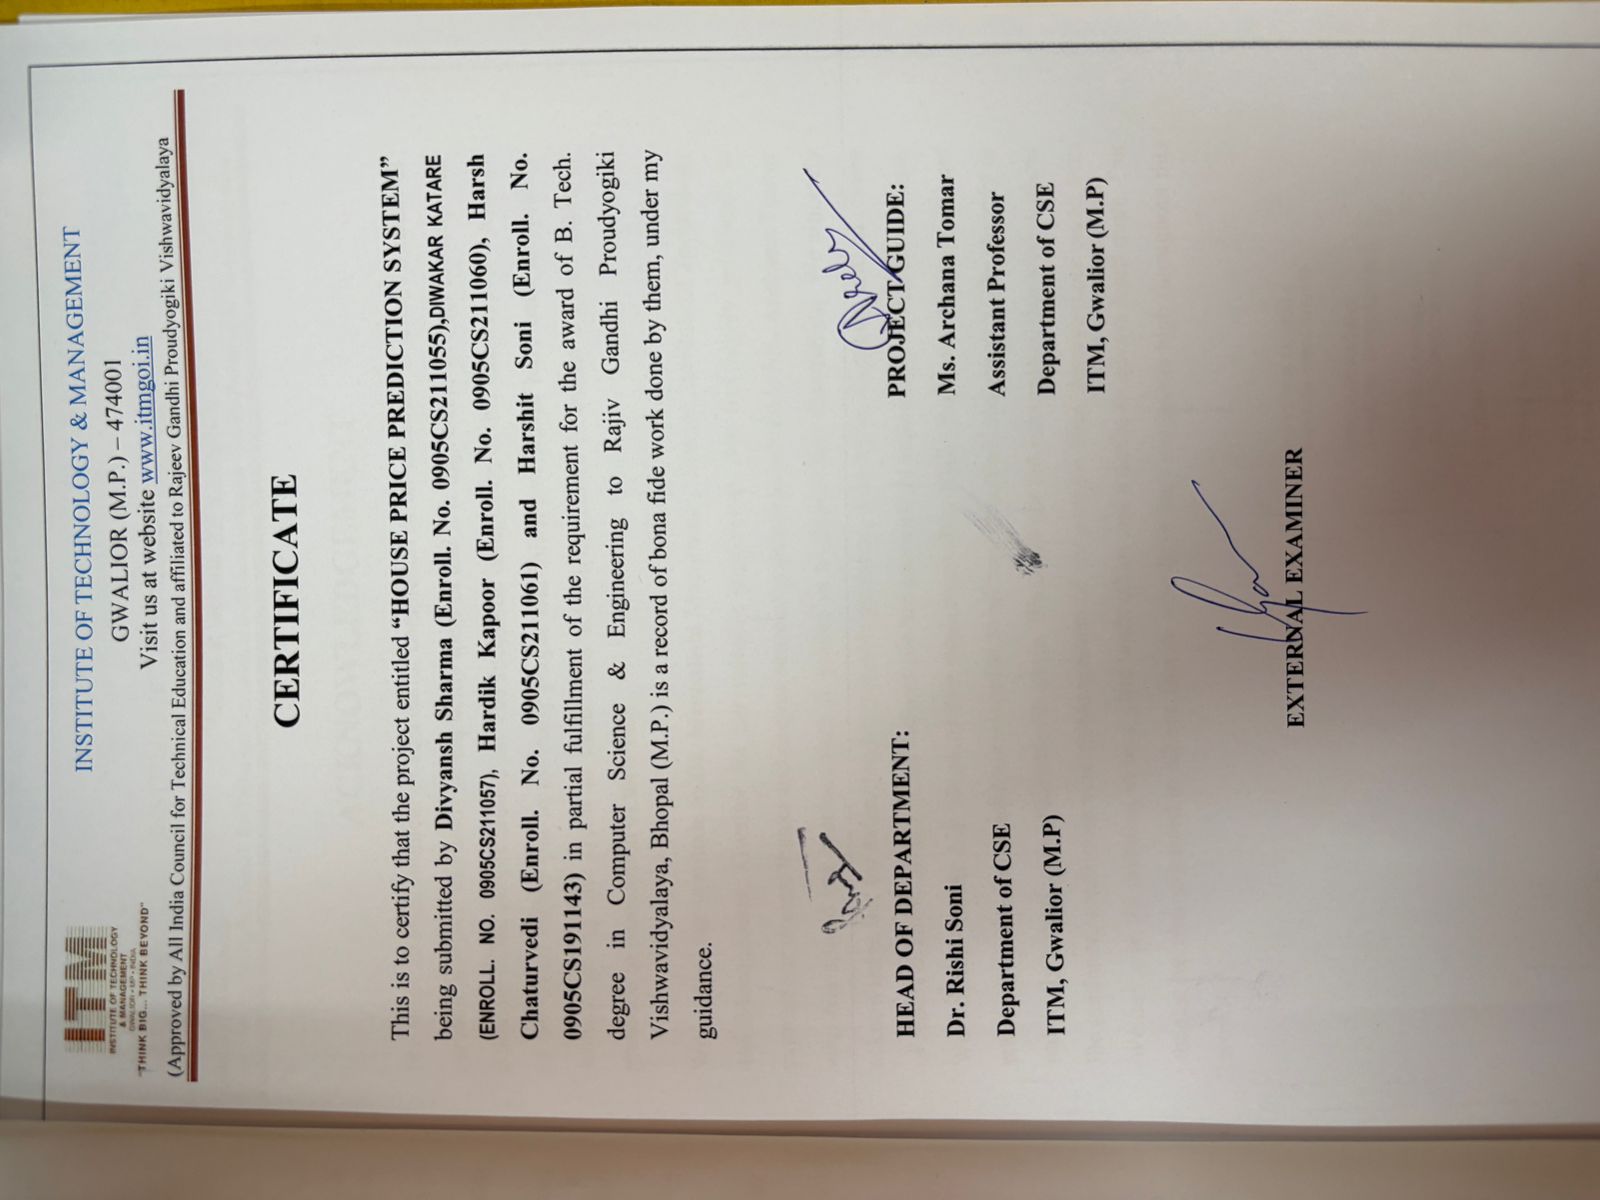 ITM
INSTITUTE OF TECHNOLOGY
& MANAGEMENT
GWALIOR • MP • INDIA
"THINK BIG... THINK BEYOND"
INSTITUTE OF TECHNOLOGY & MANAGEMENT
GWALIOR (M.P.) – 474001
Visit us at website www.itmgoi.in
(Approved by All India Council for Technical Education and affiliated to Rajeev Gandhi Proudyogiki Vishwavidyalaya
CERTIFICATE
ACKNOWLEDGEMENT
This is to certify that the project entitled “HOUSE PRICE PREDICTION SYSTEM”
being submitted by Divyansh Sharma (Enroll. No. 0905CS211055),DIWAKAR KATARE
(ENROLL. NO. 0905CS211057), Hardik Kapoor (Enroll. No. 0905CS211060), Harsh
Chaturvedi (Enroll. No. 0905CS211061) and Harshit Soni (Enroll. No.
0905CS191143) in partial fulfillment of the requirement for the award of B. Tech.
degree in Computer Science & Engineering to Rajiv Gandhi Proudyogiki
Vishwavidyalaya, Bhopal (M.P.) is a record of bona fide work done by them, under my
guidance.
HEAD OF DEPARTMENT:
Dr. Rishi Soni
Department of CSE
ITM, Gwalior (M.P)
PROJECT GUIDE:
Ms. Archana Tomar
Assistant Professor
Department of CSE
ITM, Gwalior (M.P)
EXTERNAL EXAMINER